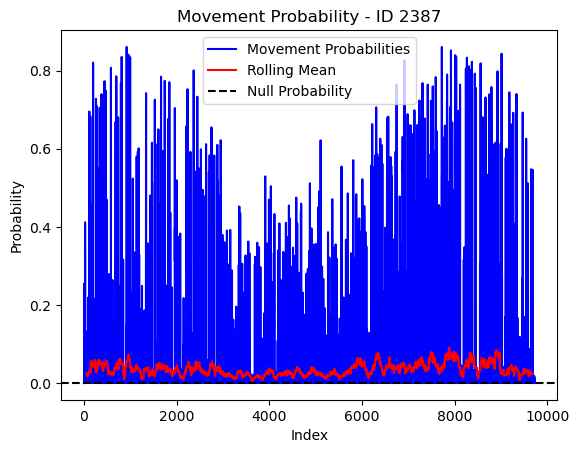 Movement Probability - ID 2387
Movement Probabilities
Rolling Mean
Null Probability
Probability
0.8
0.6
0.4
0.2
0.0
0
2000
4000
6000
8000
10000
Index